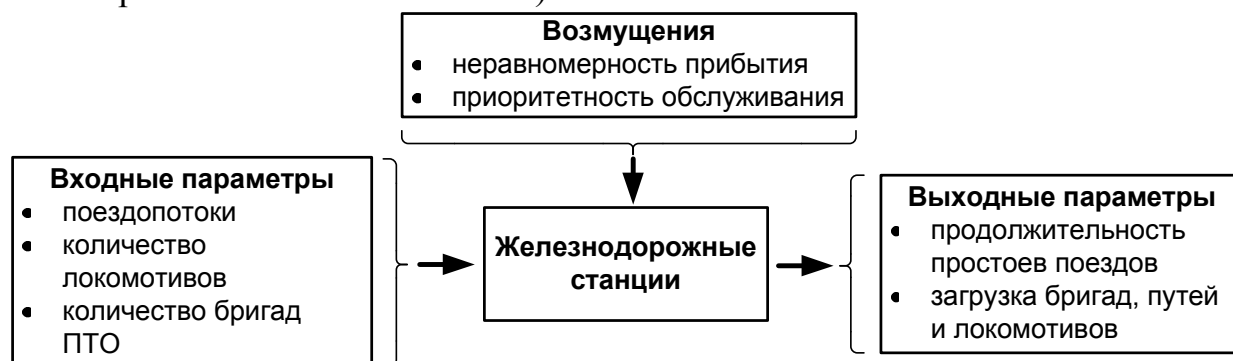 Возмущения
• неравномерность прибытия
• приоритетность обслуживания
Входные параметры
• поездопотоки
• количество
локомотивов
• количество бригад
ПТО
Железнодорожные
станции
Выходные параметры
• продолжительность
простоев поездов
• загрузка бригад, путей
и локомотивов